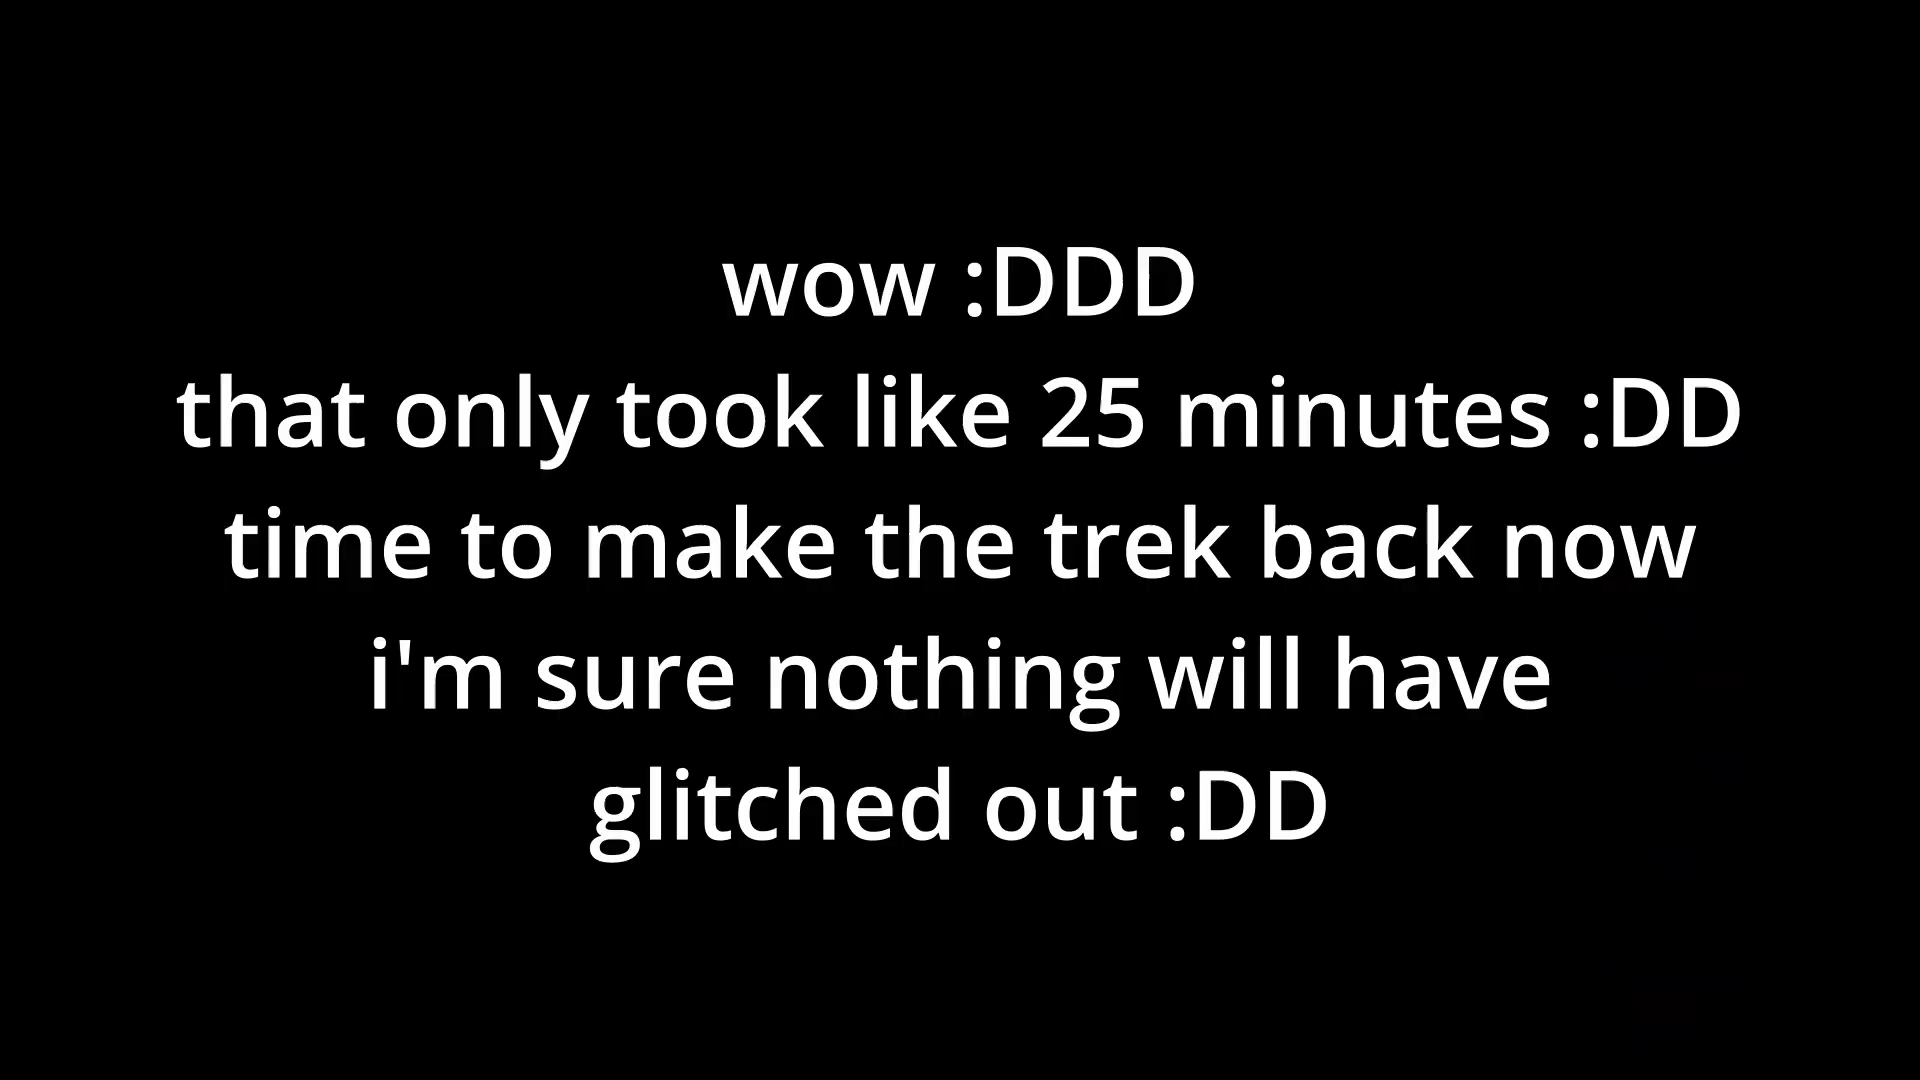 wow :DDD
that only took like 25 minutes :DD
time to make the trek back now
i'm sure nothing will have
glitched out :DD